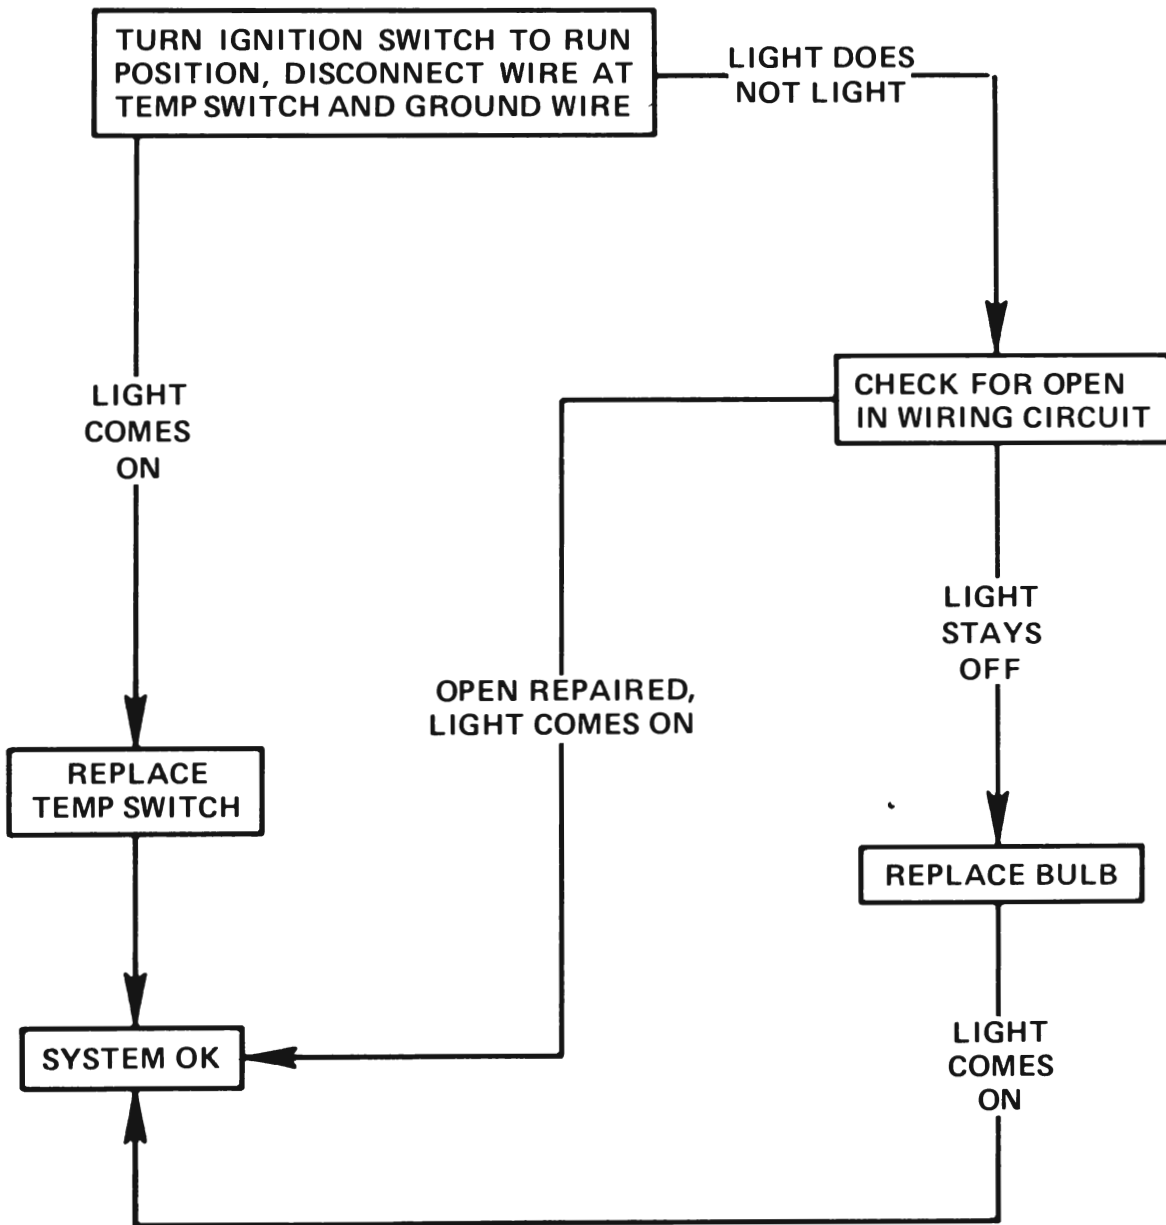 TURN IGNITION SWITCH TO RUN
POSITION, DISCONNECT WIRE AT
TEMP SWITCH AND GROUND WIRE
LIGHT DOES
NOT LIGHT
LIGHT
COMES
ON
CHECK FOR OPEN
IN WIRING CIRCUIT
OPEN REPAIRED,
LIGHT COMES ON
LIGHT
STAYS
OFF
REPLACE
TEMP SWITCH
REPLACE BULB
SYSTEM OK
LIGHT
COMES
ON